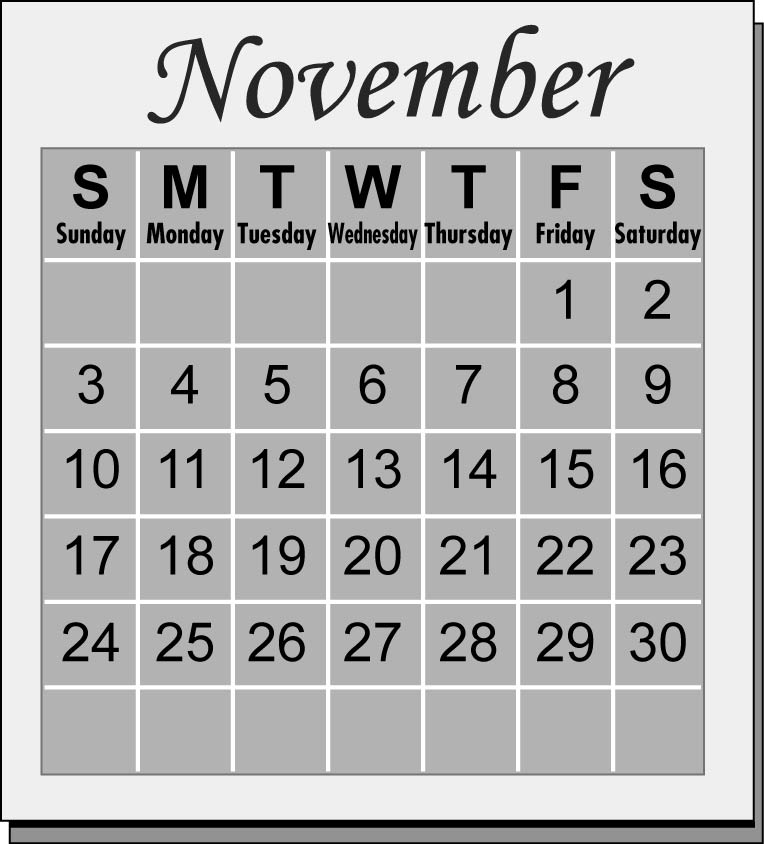 November
S M T W T F S
Sunday Monday Tuesday Wednesday Thursday Friday Saturday
1 2
3 4 5 6 7 8 9
10 11 12 13 14 15 16
17 18 19 20 21 22 23
24 25 26 27 28 29 30